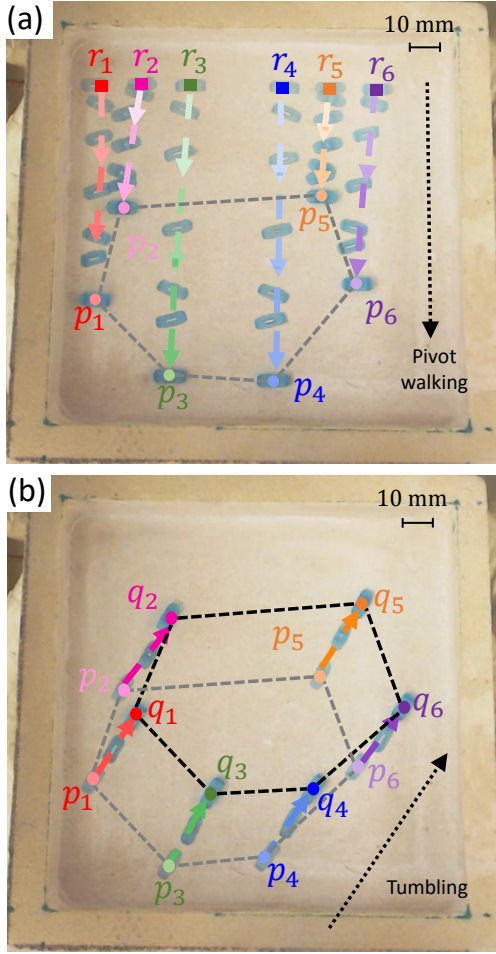 (a)
10 mm
r₁ r₂ r₃ r₄ r₅ r₆
p₂ p₅
p₁ p₆
p₃ p₄
Pivot
walking
(b)
10 mm
q₂ q₅
p₂ p₅
q₁ q₆
p₁ q₃ q₄ p₆
p₃ p₄
Tumbling